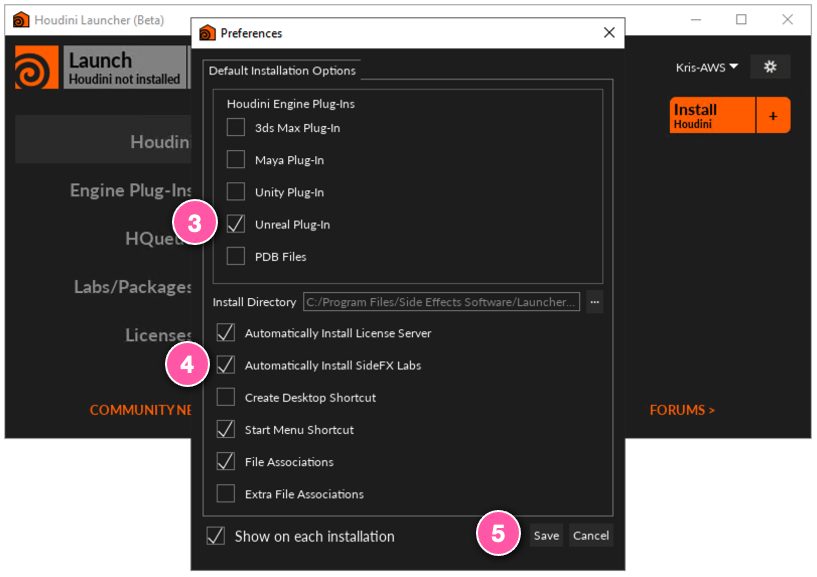 Houdini Launcher (Beta)
Preferences
Launch
Houdini not installed
Kris-AWS
Install
Houdini
+
Houdini
Engine Plug-Ins
HQueue
Labs/Packages
Licenses
COMMUNITY NE
FORUMS >
Default Installation Options
Houdini Engine Plug-Ins
3ds Max Plug-In
Maya Plug-In
Unity Plug-In
3
Unreal Plug-In
PDB Files
Install Directory C:/Program Files/Side Effects Software/Launcher... ...
Automatically Install License Server
4
Automatically Install SideFX Labs
Create Desktop Shortcut
Start Menu Shortcut
File Associations
Extra File Associations
Show on each installation
5
Save
Cancel